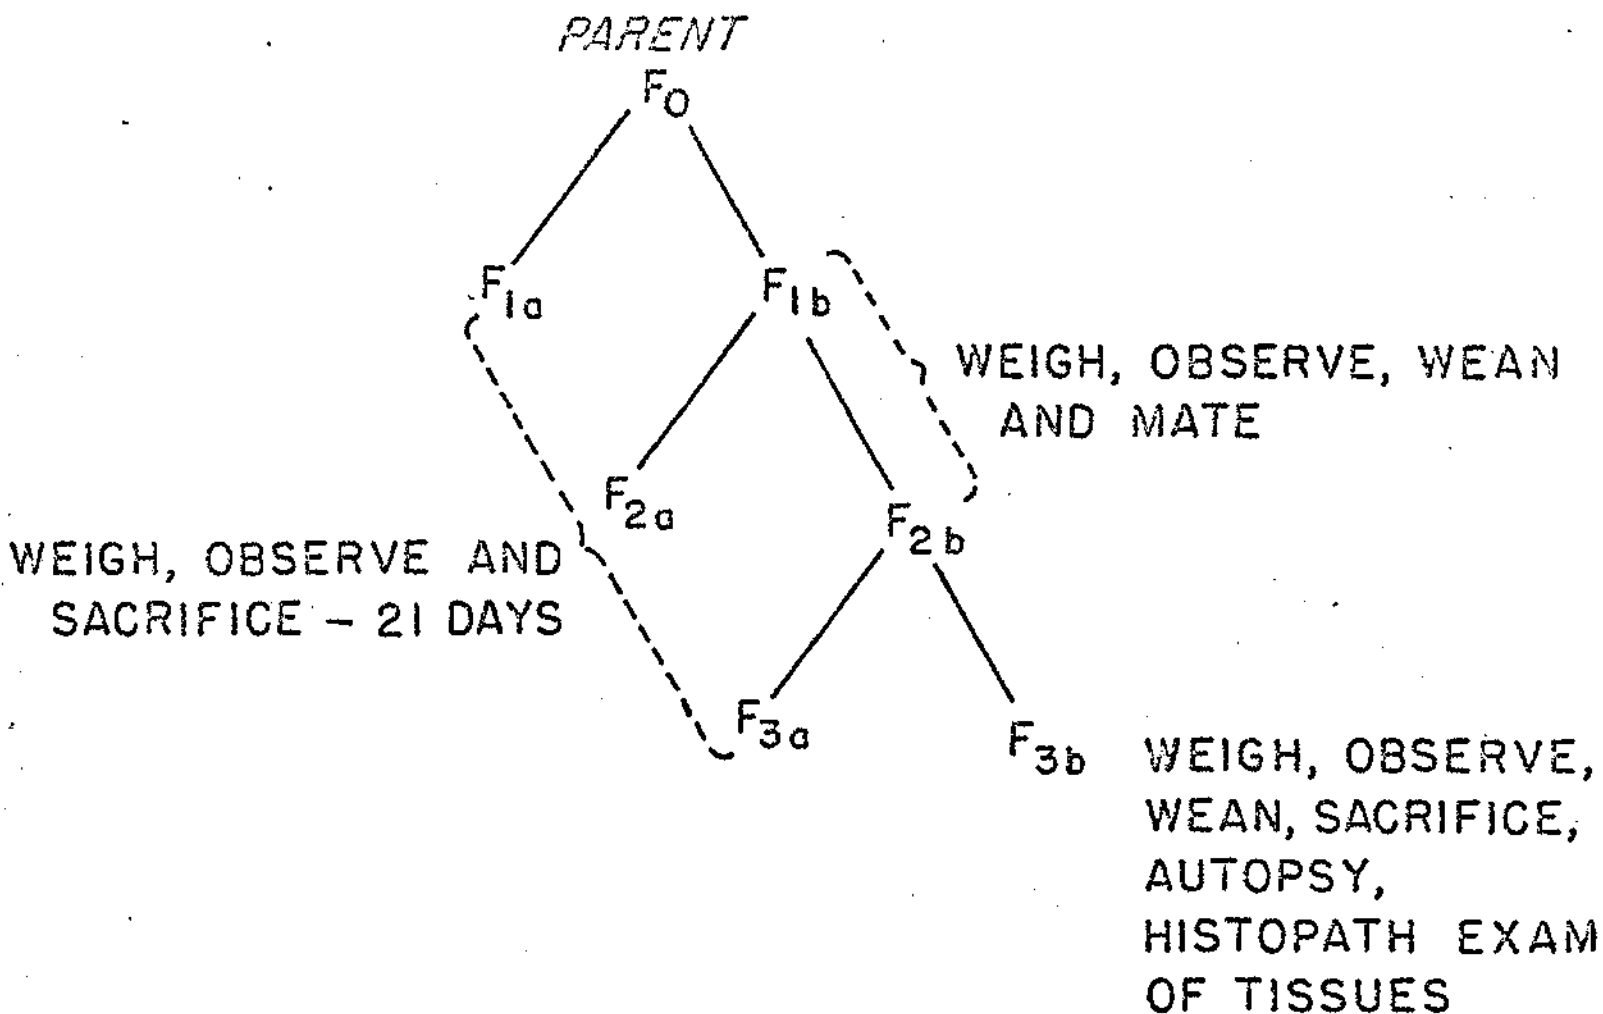 PARENT
F0
F1a
F1b
WEIGH, OBSERVE, WEAN
AND MATE
F2a
F2b
WEIGH, OBSERVE AND
SACRIFICE – 21 DAYS
F3a
F3b
WEIGH, OBSERVE,
WEAN, SACRIFICE,
AUTOPSY,
HISTOPATH EXAM
OF TISSUES